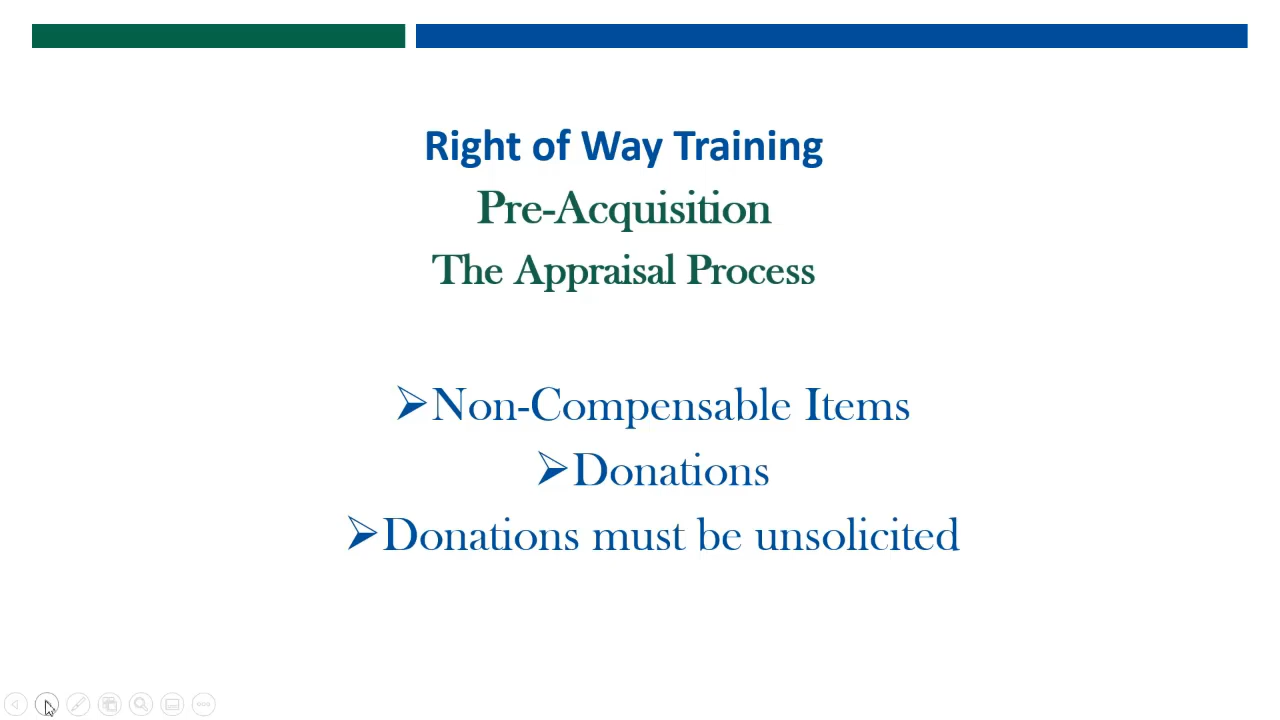 Right of Way Training
Pre-Acquisition
The Appraisal Process
➢Non-Compensable Items
➢Donations
➢Donations must be unsolicited